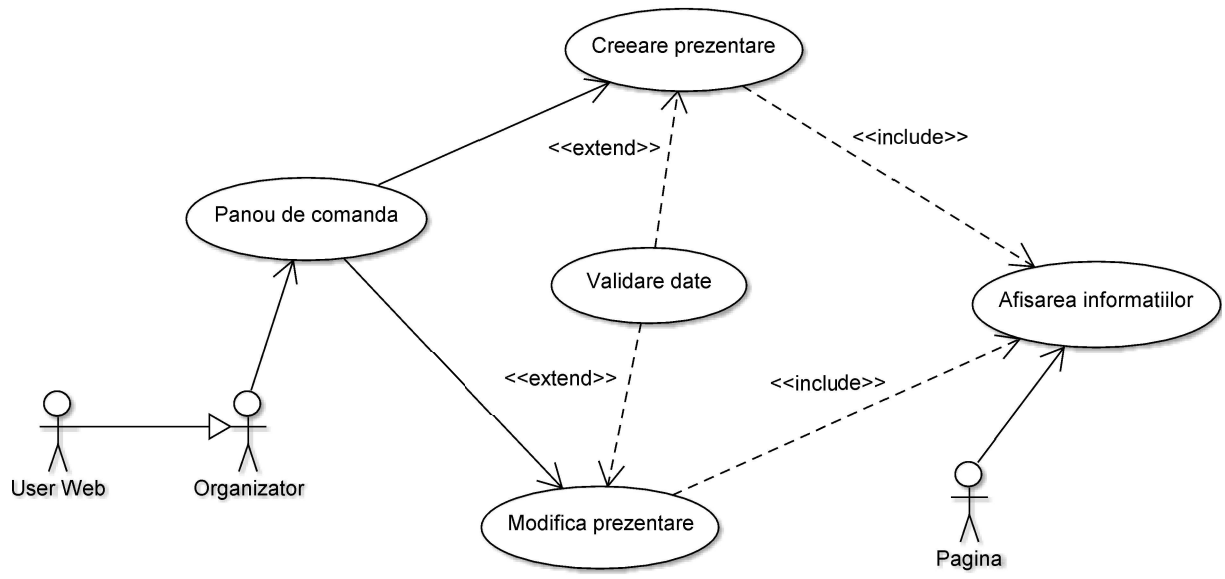 Creeare prezentare
<<extend>>
<<include>>
Panou de comanda
Validare date
Afisarea informatiilor
<<extend>>
<<include>>
User Web
Organizator
Modifica prezentare
Pagina